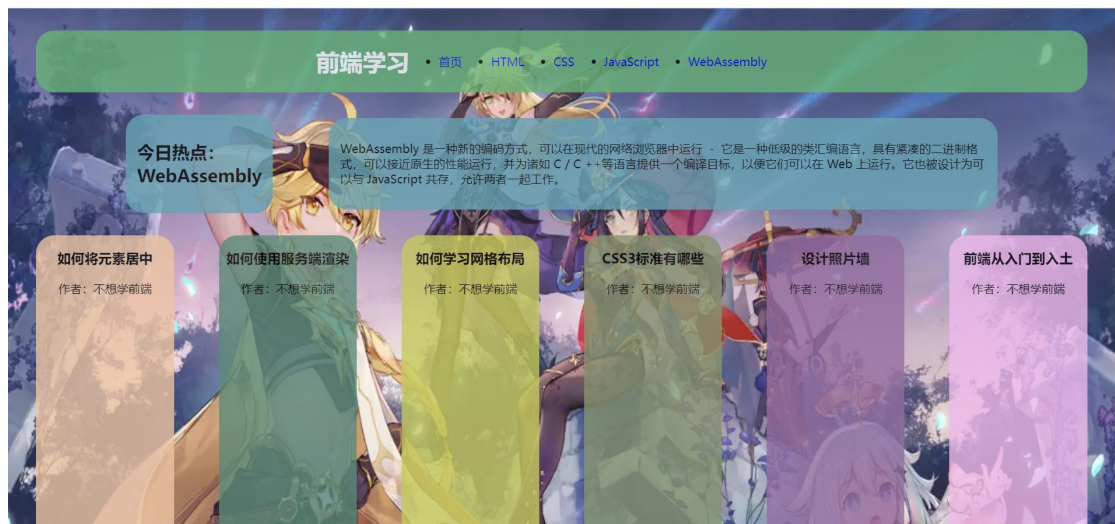 前端学习
首页
HTML
CSS
JavaScript
WebAssembly
今日热点：
WebAssembly
WebAssembly 是一种新的编码方式，可以在现代的网络浏览器中运行 － 它是一种低级的类汇编语言，具有紧凑的二进制格
式，可以接近原生的性能运行，并为诸如 C / C ++等语言提供一个编译目标，以便它们可以在 Web 上运行。它也被设计为可
以与 JavaScript 共存，允许两者一起工作。
如何将元素居中
作者：不想学前端
如何使用服务端渲染
作者：不想学前端
如何学习网格布局
作者：不想学前端
CSS3标准有哪些
作者：不想学前端
设计照片墙
作者：不想学前端
前端从入门到入土
作者：不想学前端